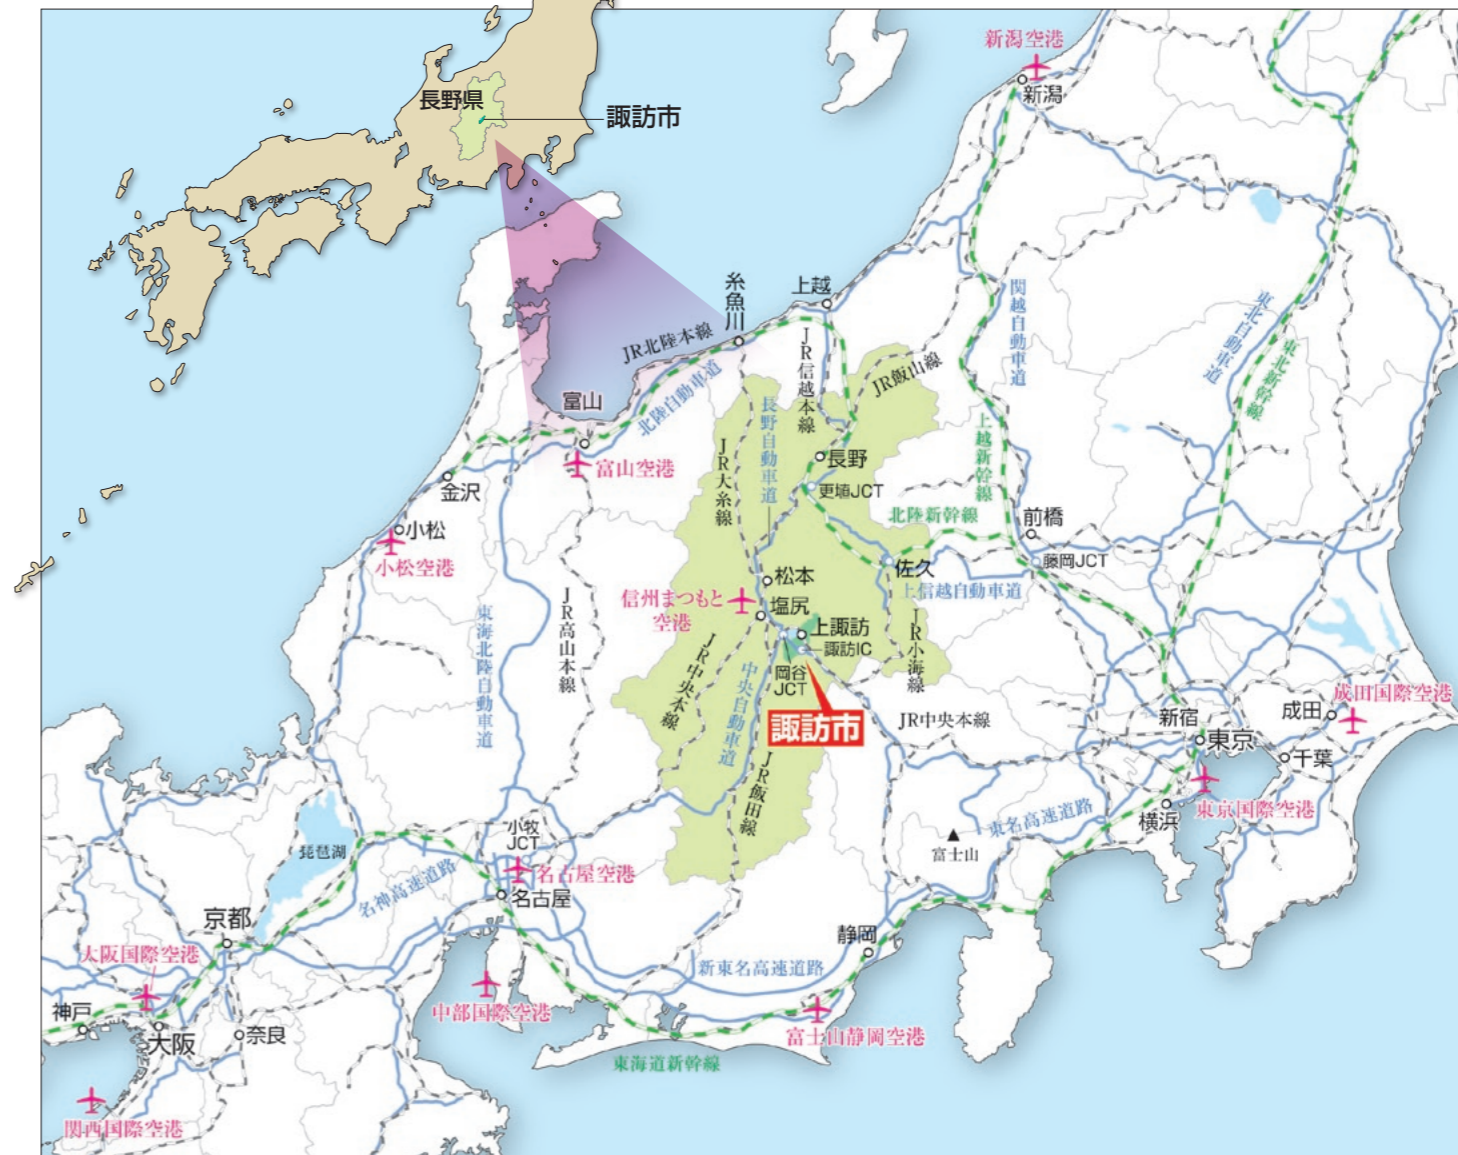 長野県
諏訪市
新潟空港
新潟
糸魚川
上越
JR北陸本線
北陸自動車道
JR信越本線
JR飯山線
関越自動車道
東北自動車道
東北新幹線
富山
富山空港
長野自動車道
JR大糸線
長野
更埴JCT
上越新幹線
北陸新幹線
前橋
藤岡JCT
金沢
小松
小松空港
佐久
上信越自動車道
松本
信州まつもと
空港
塩尻
上諏訪
諏訪IC
岡谷
JCT
諏訪市
JR小海線
JR高山本線
東海北陸自動車道
JR中央本線
中央自動車道
JR飯田線
JR中央本線
新宿
東京
成田
成田国際空港
千葉
東京国際空港
横浜
東名高速道路
富士山
小牧
JCT
名古屋空港
名古屋
琵琶湖
名神高速道路
京都
大阪国際空港
神戸
大阪
奈良
関西国際空港
中部国際空港
静岡
新東名高速道路
富士山静岡空港
東海道新幹線